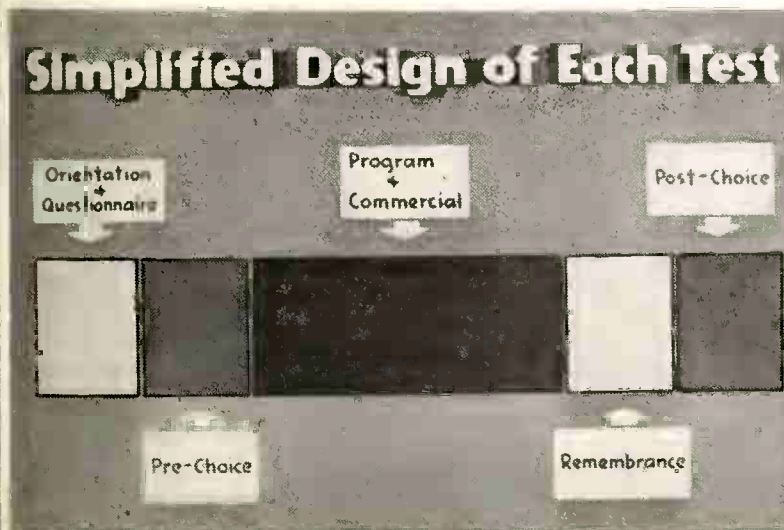 Simplified Design of Each Test
Orientation
+
Questionnaire
Program
+
Commercial
Post-Choice
Pre-Choice
Remembrance